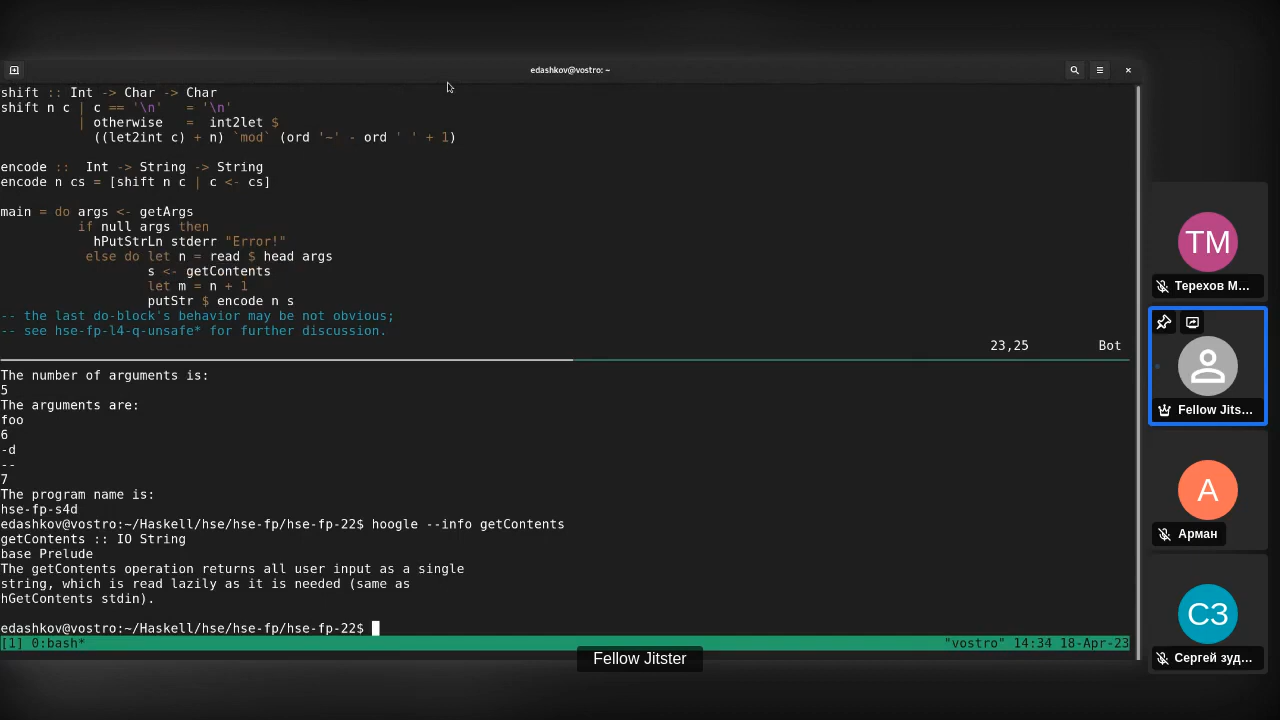 edashkov@vostro: ~
shift :: Int -> Char -> Char
shift n c | c == '\n'   = '\n'
          | otherwise   =  int2let $
            ((let2int c) + n) `mod` (ord '~' - ord ' ' + 1)
encode ::  Int -> String -> String
encode n cs = [shift n c | c <- cs]
main = do args <- getArgs
          if null args then
            hPutStrLn stderr "Error!"
           else do let n = read $ head args
                   s <- getContents
                   let m = n + 1
                   putStr $ encode n s
-- the last do-block's behavior may be not obvious;
-- see hse-fp-l4-q-unsafe* for further discussion.
23,25 Bot
The number of arguments is:
5
The arguments are:
foo
6
-d
--
7
The program name is:
hse-fp-s4d
edashkov@vostro:~/Haskell/hse/hse-fp/hse-fp-22$ hoogle --info getContents
getContents :: IO String
base Prelude
The getContents operation returns all user input as a single
string, which is read lazily as it is needed (same as
hGetContents stdin).
edashkov@vostro:~/Haskell/hse/hse-fp/hse-fp-22$
[1] 0:bash* "vostro" 14:34 18-Apr-23
Fellow Jitster
TM
Терехов М...
Fellow Jits...
A
Арман
СЗ
Сергей зуд...